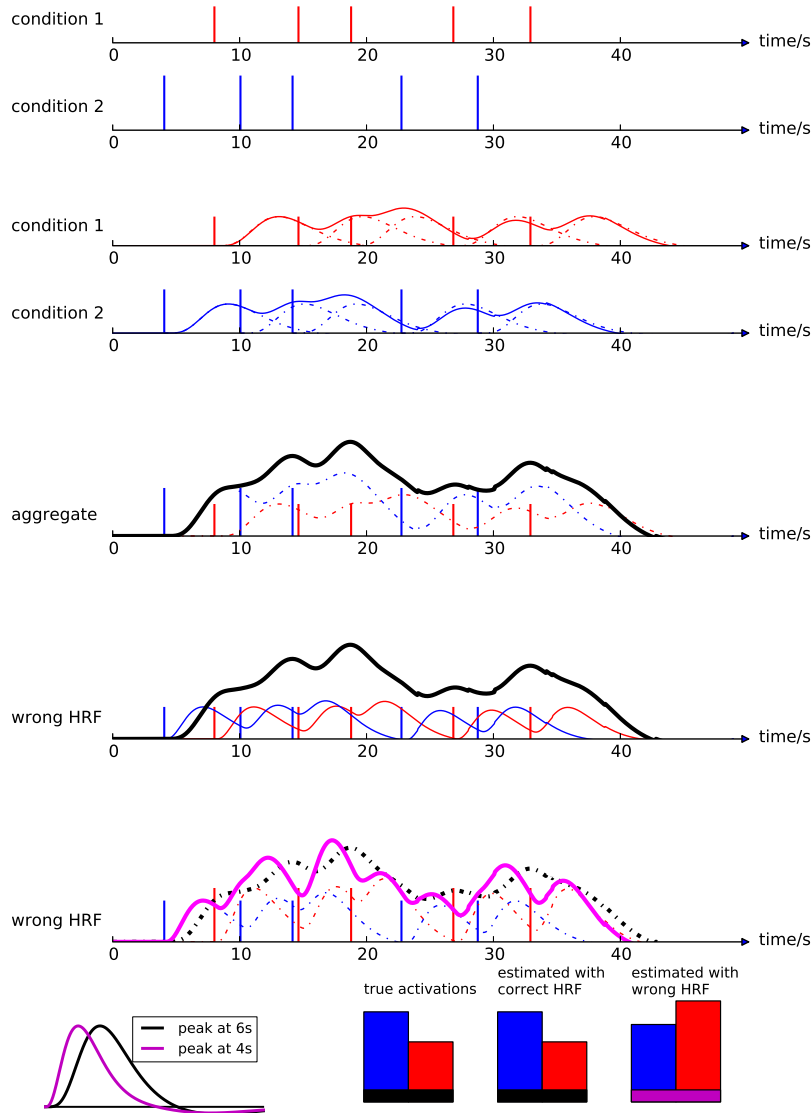 condition 1
time/s
0 10 20 30 40
condition 2
time/s
0 10 20 30 40
condition 1
time/s
0 10 20 30 40
condition 2
time/s
0 10 20 30 40
aggregate
time/s
0 10 20 30 40
wrong HRF
time/s
0 10 20 30 40
wrong HRF
time/s
0 10 20 30 40
peak at 6s
peak at 4s
true activations
estimated with
correct HRF
estimated with
wrong HRF